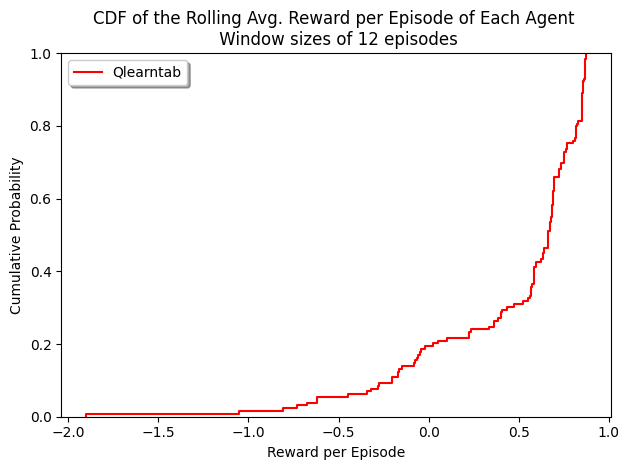 CDF of the Rolling Avg. Reward per Episode of Each Agent
Window sizes of 12 episodes
Qlearntab
Cumulative Probability
1.0
0.8
0.6
0.4
0.2
0.0
−2.0 −1.5 −1.0 −0.5 0.0 0.5 1.0
Reward per Episode